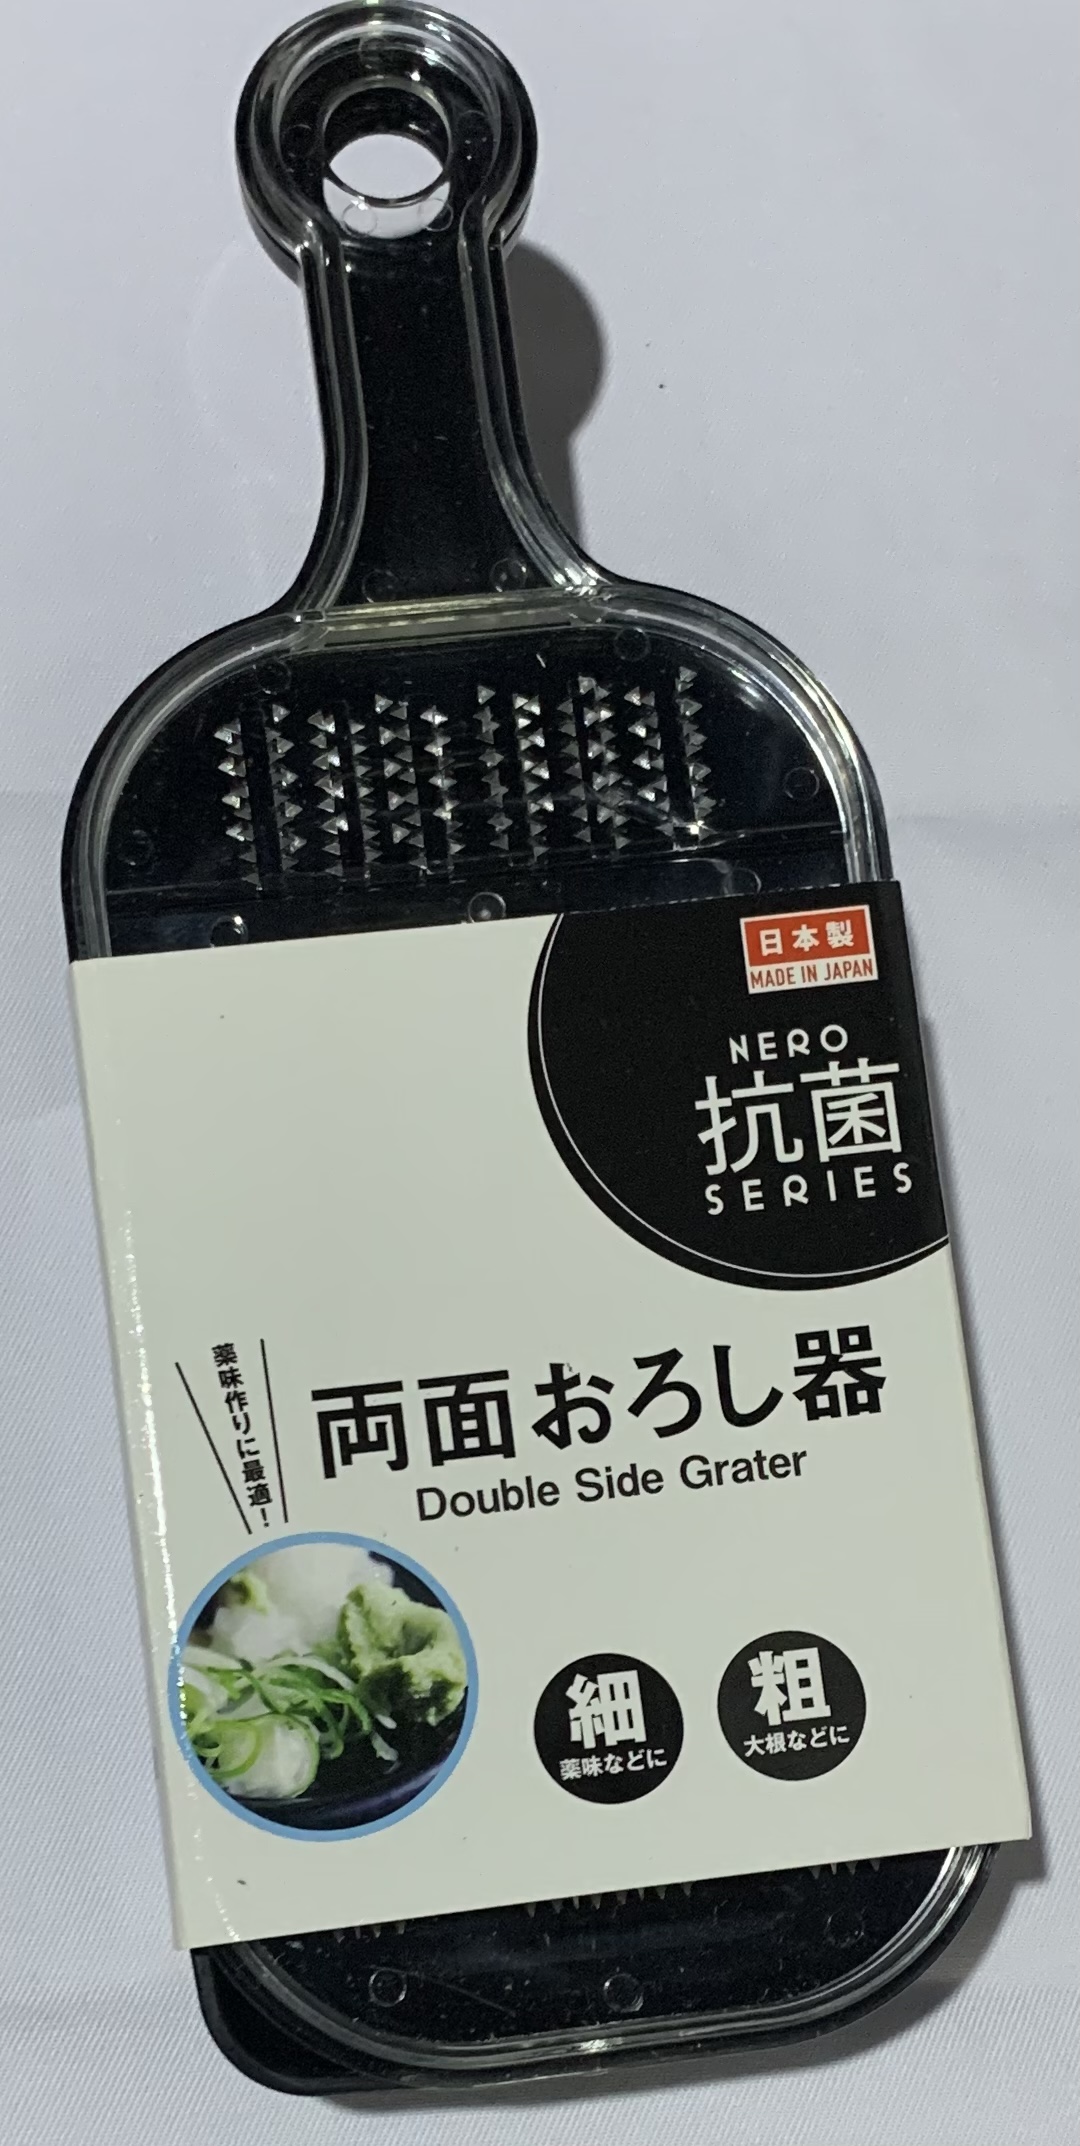 日本製
MADE IN JAPAN
NERO
抗菌
SERIES
薬味作りに最適！
両面おろし器
Double Side Grater
細
薬味などに
粗
大根などに